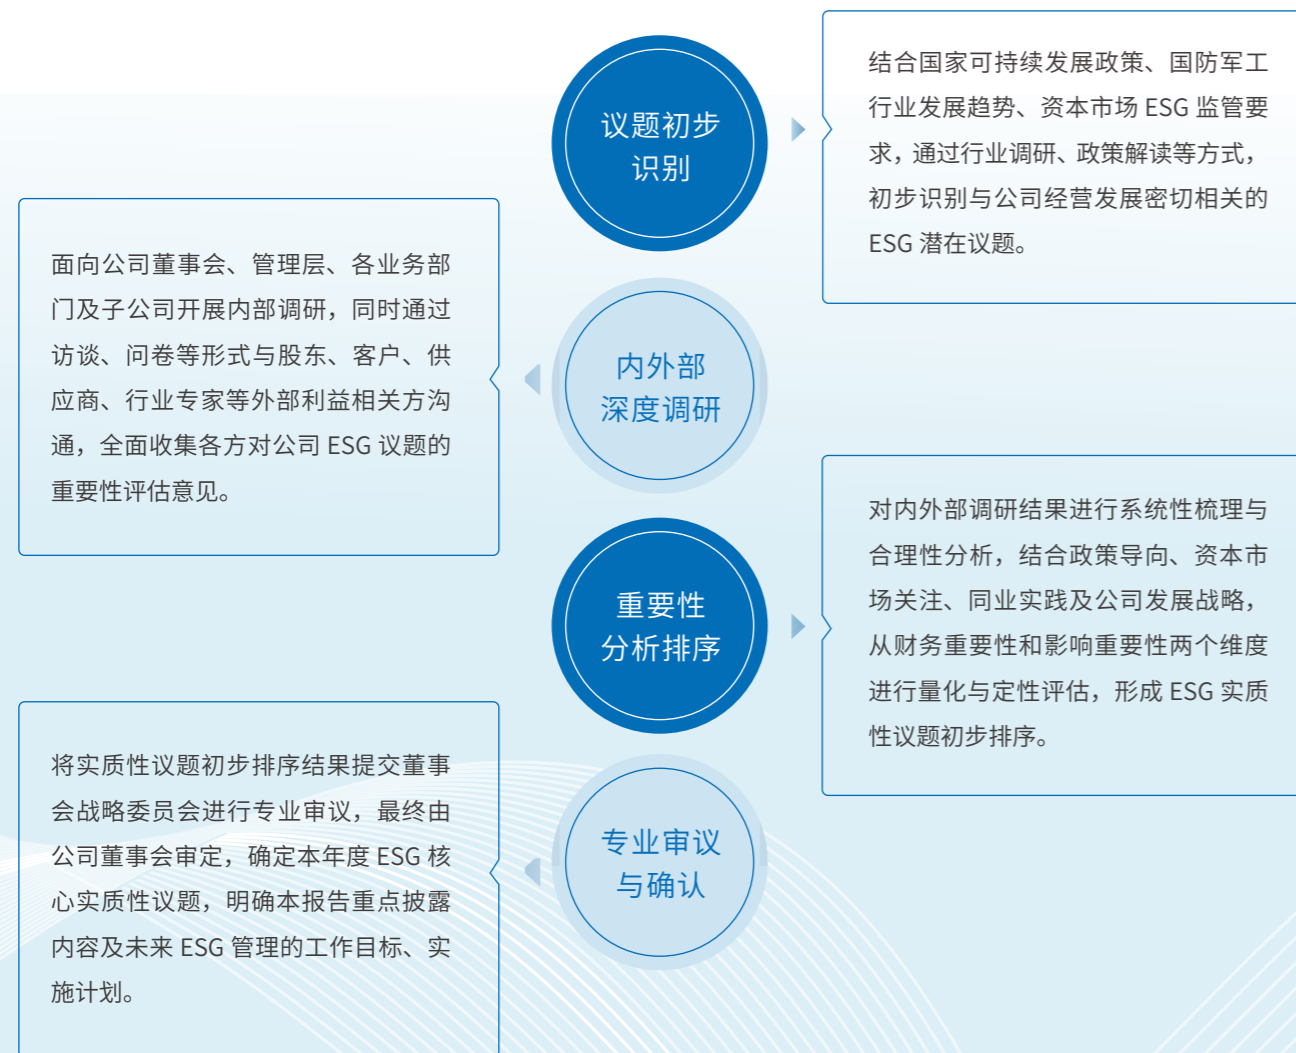 议题初步
识别
结合国家可持续发展政策、国防军工
行业发展趋势、资本市场 ESG 监管要
求，通过行业调研、政策解读等方式，
初步识别与公司经营发展密切相关的
ESG 潜在议题。
内外部
深度调研
面向公司董事会、管理层、各业务部
门及子公司开展内部调研，同时通过
访谈、问卷等形式与股东、客户、供
应商、行业专家等外部利益相关方沟
通，全面收集各方对公司 ESG 议题的
重要性评估意见。
重要性
分析排序
对内外部调研结果进行系统性梳理与
合理性分析，结合政策导向、资本市
场关注、同业实践及公司发展战略，
从财务重要性和影响重要性两个维度
进行量化与定性评估，形成 ESG 实质
性议题初步排序。
专业审议
与确认
将实质性议题初步排序结果提交董事
会战略委员会进行专业审议，最终由
公司董事会审定，确定本年度 ESG 核
心实质性议题，明确本报告重点披露
内容及未来 ESG 管理的工作目标、实
施计划。